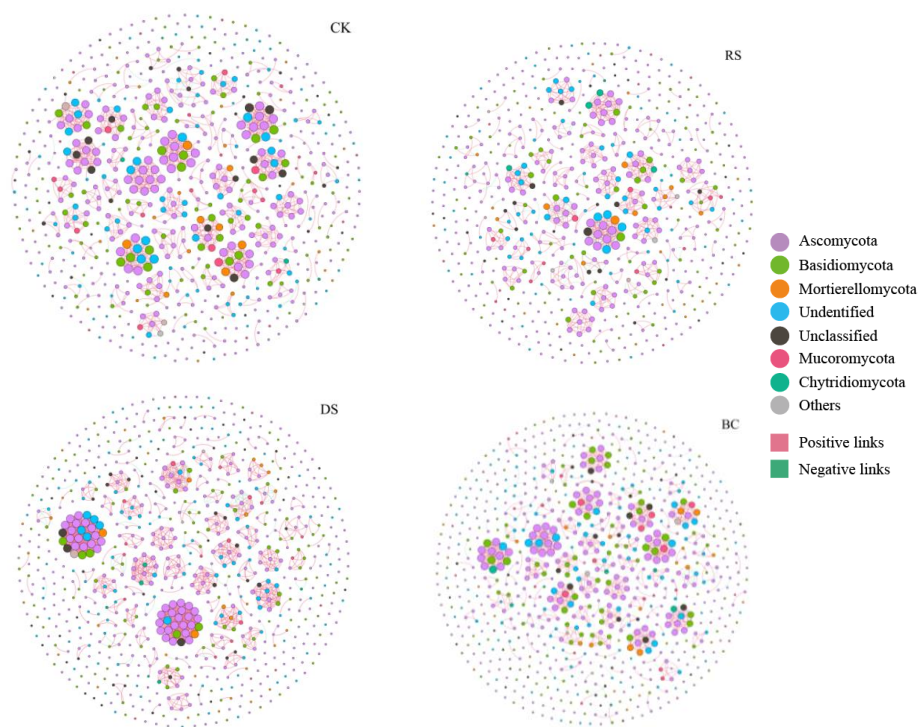 CK
RS
Ascomycota
Basidiomycota
Mortierellomycota
Undentified
Unclassified
Mucoromycota
Chytridiomycota
Others
Positive links
Negative links
DS
BC